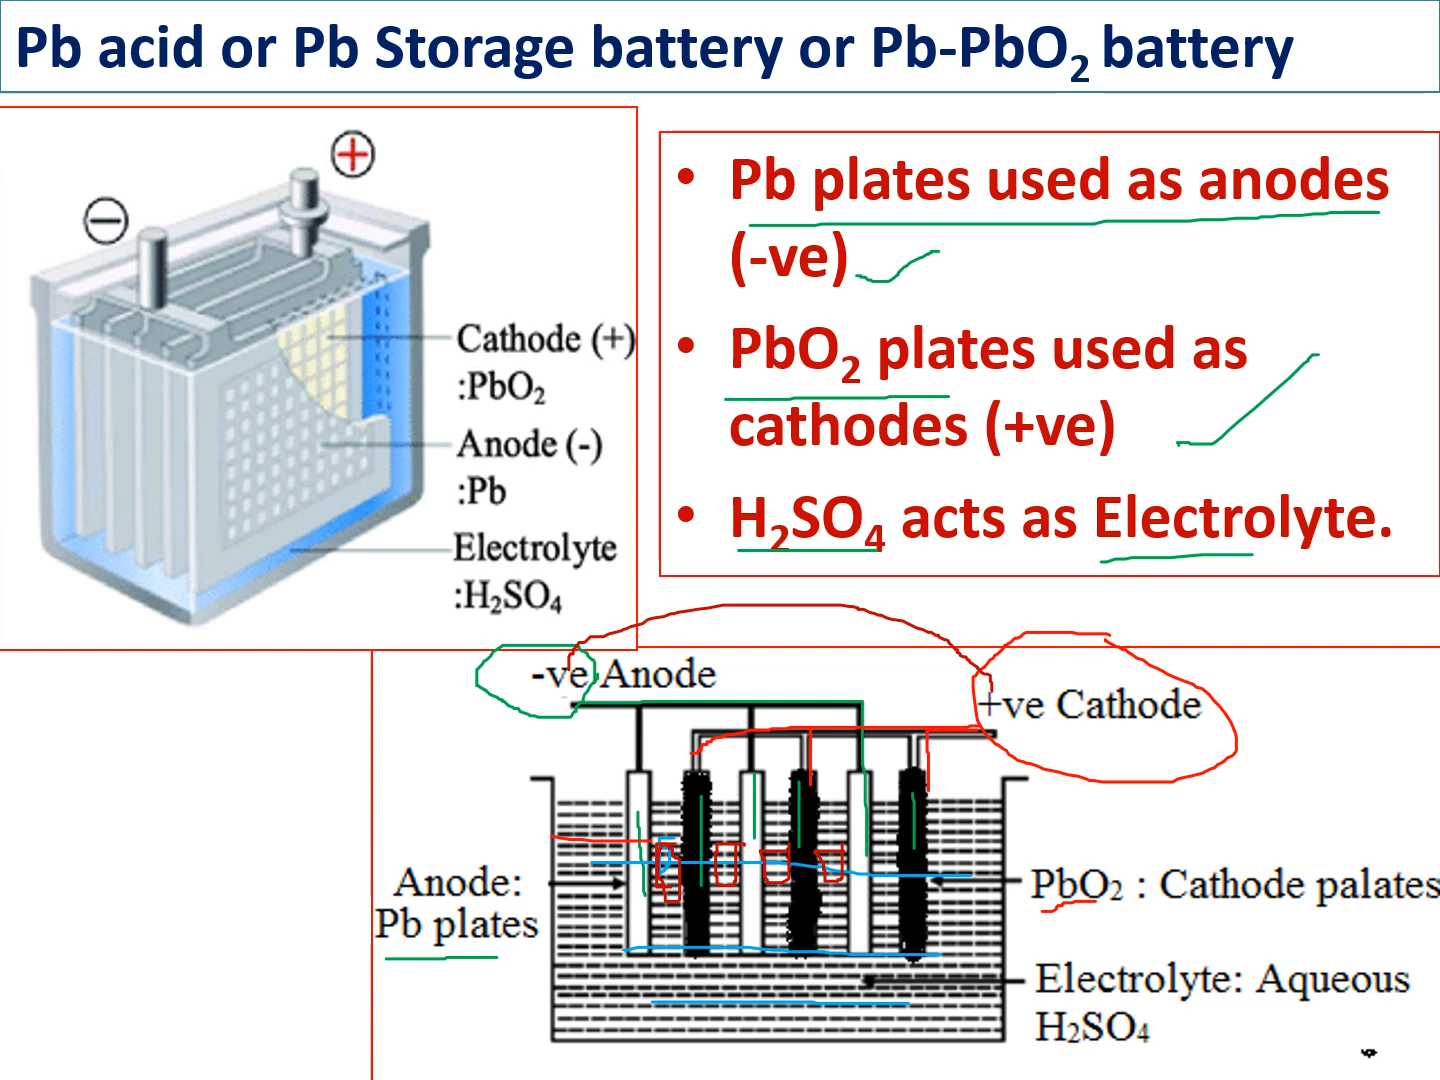 Pb acid or Pb Storage battery or Pb-PbO₂ battery
Cathode (+)
:PbO₂
Anode (-)
:Pb
Electrolyte
:H₂SO₄
• Pb plates used as anodes
(-ve)
• PbO₂ plates used as
cathodes (+ve)
• H₂SO₄ acts as Electrolyte.
-ve Anode
+ve Cathode
Anode:
Pb plates
PbO₂ : Cathode palates
Electrolyte: Aqueous
H₂SO₄